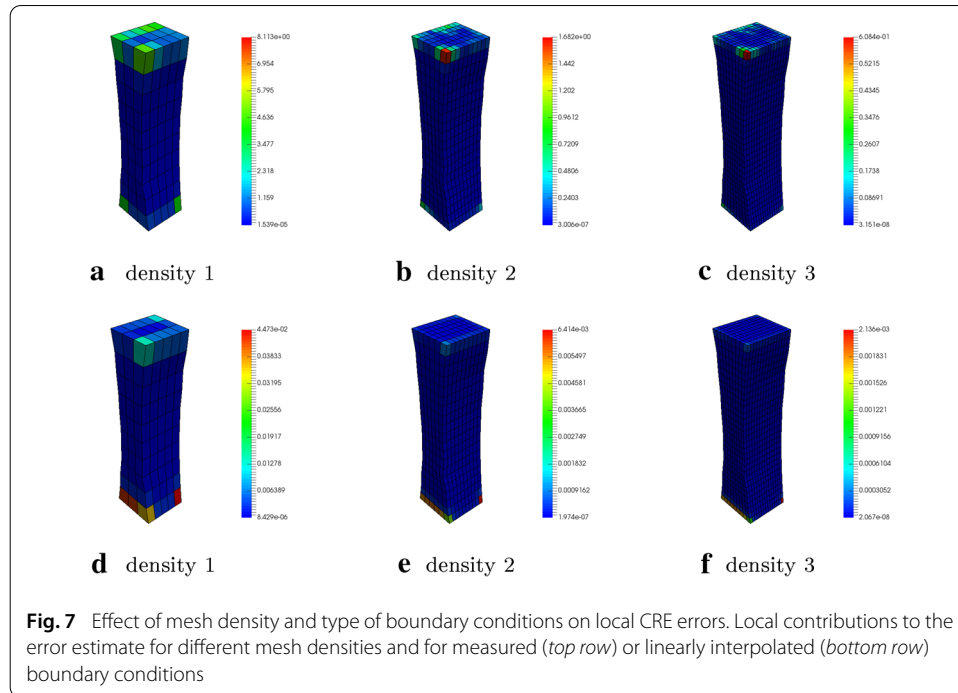 8.113e+00
6.954
5.795
4.636
3.477
2.318
1.159
1.539e-05
1.682e+00
1.442
1.202
0.9612
0.7209
0.4806
0.2403
3.006e-07
6.084e-01
0.5215
0.4345
0.3476
0.2607
0.1738
0.08691
3.151e-08
a density 1
b density 2
c density 3
4.473e-02
0.03833
0.03195
0.02556
0.01917
0.01278
0.006389
8.429e-06
6.414e-03
0.005497
0.004581
0.003665
0.002749
0.001832
0.0009162
1.974e-07
2.136e-03
0.001831
0.001526
0.001221
0.0009156
0.0006104
0.0003052
2.067e-08
d density 1
e density 2
f density 3
Fig. 7 Effect of mesh density and type of boundary conditions on local CRE errors. Local contributions to the
error estimate for different mesh densities and for measured (top row) or linearly interpolated (bottom row)
boundary conditions